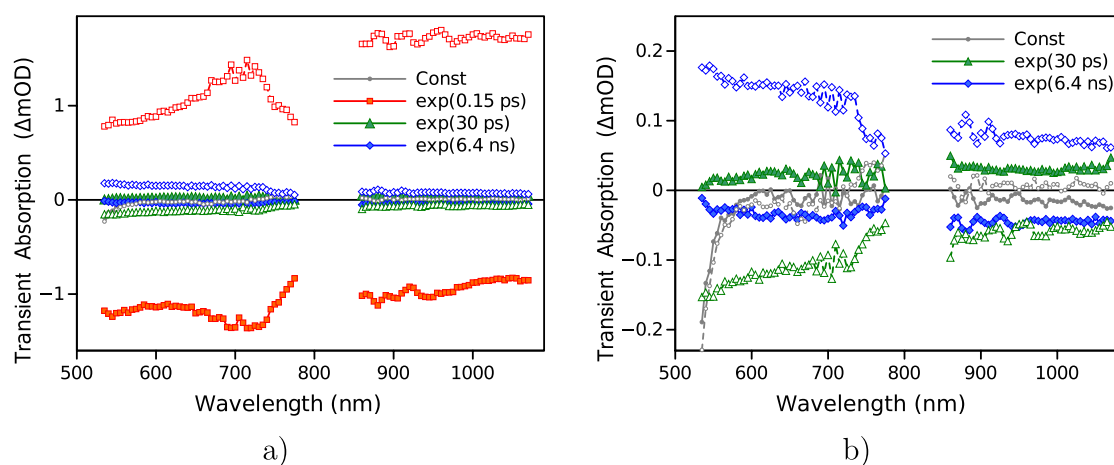 Transient Absorption (ΔmOD)
1
0
−1
Const
exp(0.15 ps)
exp(30 ps)
exp(6.4 ns)
500 600 700 800 900 1000
Wavelength (nm)
a)
Transient Absorption (ΔmOD)
0.2
0.1
0
−0.1
−0.2
Const
exp(30 ps)
exp(6.4 ns)
500 600 700 800 900 1000
Wavelength (nm)
b)